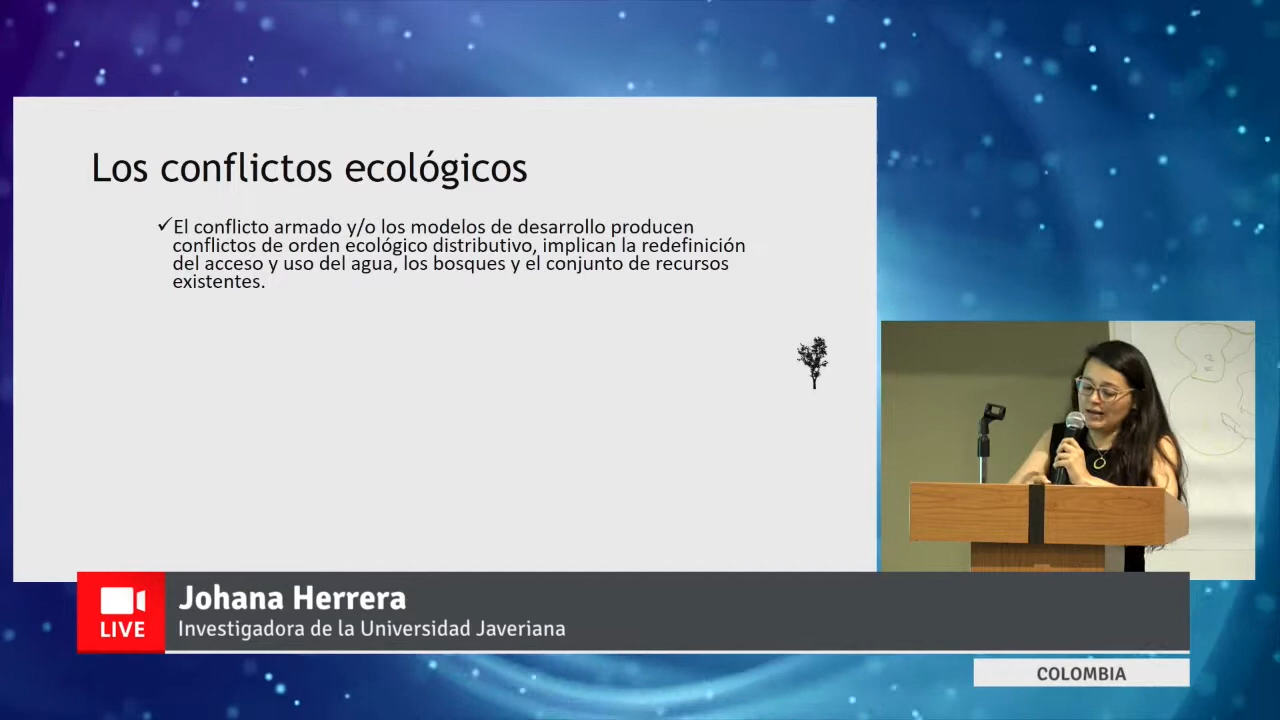 Los conflictos ecológicos
✓El conflicto armado y/o los modelos de desarrollo producen
conflictos de orden ecológico distributivo, implican la redefinición
del acceso y uso del agua, los bosques y el conjunto de recursos
existentes.
LIVE
Johana Herrera
Investigadora de la Universidad Javeriana
COLOMBIA